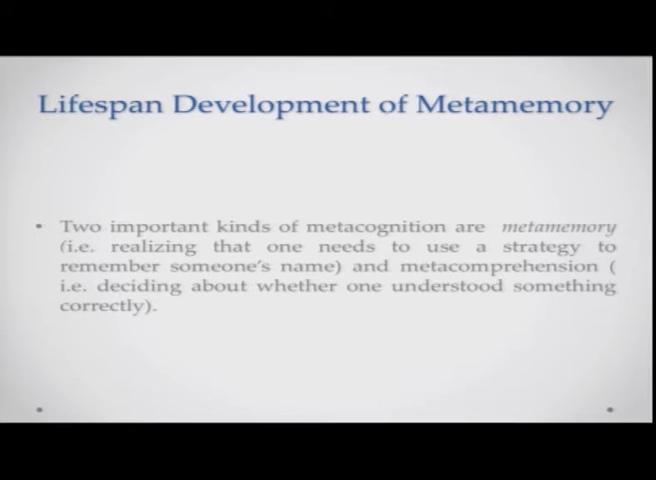 Lifespan Development of Metamemory
• Two important kinds of metacognition are metamemory
(i.e. realizing that one needs to use a strategy to
remember someone's name) and metacomprehension (
i.e. deciding about whether one understood something
correctly).